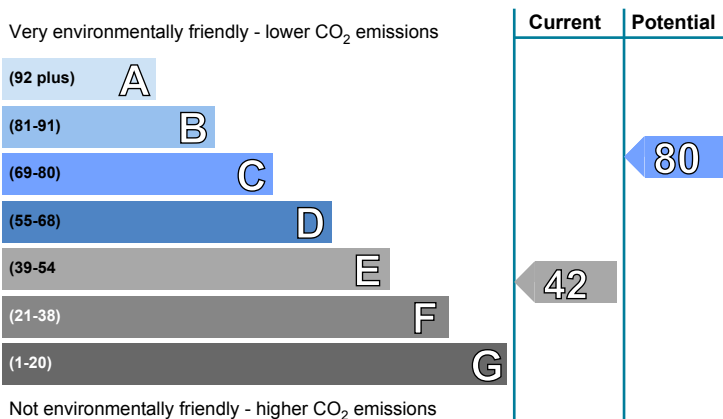 Current Potential
Very environmentally friendly - lower CO2 emissions
(92 plus) A
(81-91) B
80
(69-80) C
(55-68) D
(39-54 E
42
(21-38) F
(1-20) G
Not environmentally friendly - higher CO2 emissions